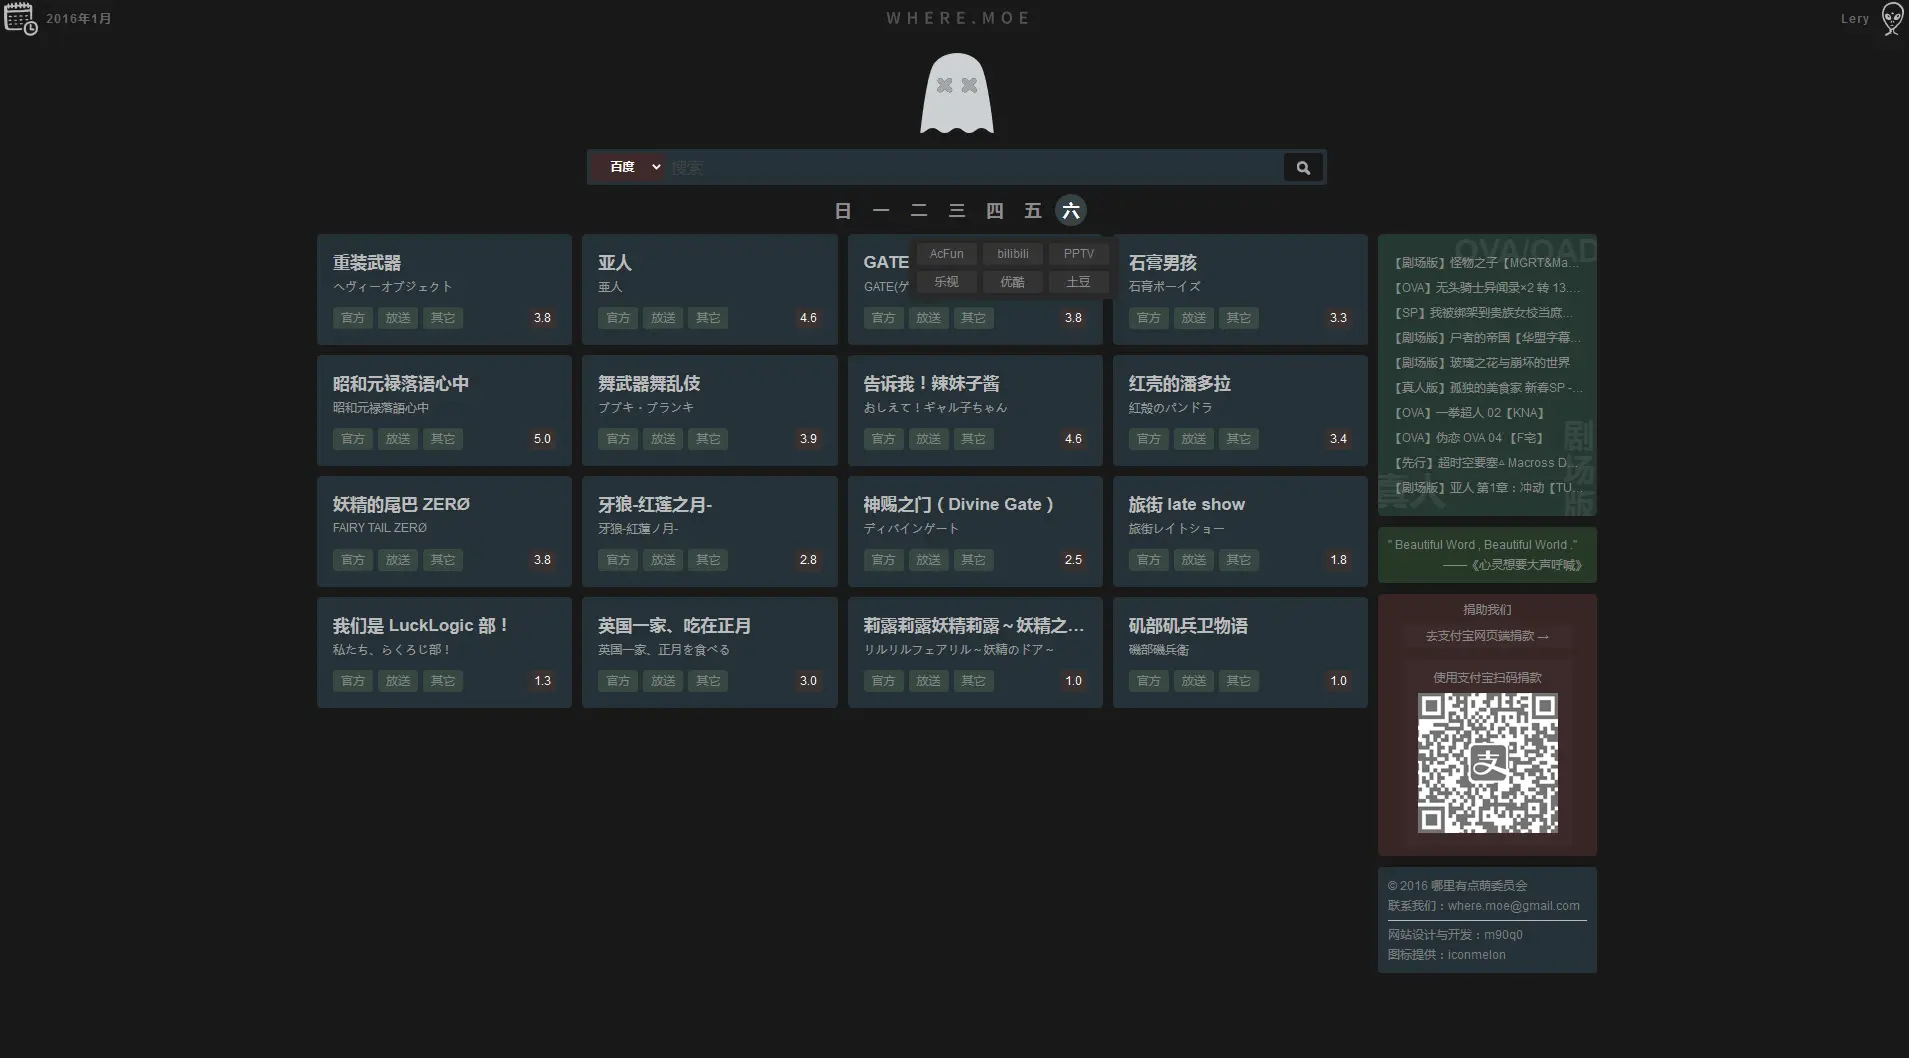 2016年1月
WHERE.MOE
Lery
百度
搜索
日 一 二 三 四 五 六
重装武器
ヘヴィーオブジェクト
官方 放送 其它 3.8
亚人
亜人
官方 放送 其它 4.6
GATE
GATE(ゲ
官方 放送 其它 3.8
AcFun bilibili PPTV
乐视 优酷 土豆
石膏男孩
石膏ボーイズ
官方 放送 其它 3.3
昭和元禄落语心中
昭和元禄落語心中
官方 放送 其它 5.0
舞武器舞乱伎
ブブキ・ブランキ
官方 放送 其它 3.9
告诉我！辣妹子酱
おしえて！ギャル子ちゃん
官方 放送 其它 4.6
红壳的潘多拉
紅殻のパンドラ
官方 放送 其它 3.4
妖精的尾巴 ZERØ
FAIRY TAIL ZERØ
官方 放送 其它 3.8
牙狼-红莲之月-
牙狼-紅蓮ノ月-
官方 放送 其它 2.8
神赐之门 ( Divine Gate )
ディバインゲート
官方 放送 其它 2.5
旅街 late show
旅街レイトショー
官方 放送 其它 1.8
我们是 LuckLogic 部！
私たち、らくろじ部！
官方 放送 其它 1.3
英国一家、吃在正月
英国一家、正月を食べる
官方 放送 其它 3.0
莉露莉露妖精莉露～妖精之...
リルリルフェアリル～妖精のドア～
官方 放送 其它 1.0
矶部矶兵卫物语
磯部磯兵衛
官方 放送 其它 1.0
OVA/OAD
【剧场版】怪物之子【MGRT&Ma...
【OVA】无头骑士异闻录×2 转 13....
【SP】我被绑架到贵族女校当庶...
【剧场版】尸者的帝国【华盟字幕...
【剧场版】玻璃之花与崩坏的世界
【真人版】孤独的美食家 新春SP -...
【OVA】一拳超人 02【KNA】
【OVA】伪恋 OVA 04 【F宅】
【先行】超时空要塞Δ Macross D...
【剧场版】亚人 第1章：冲动【TU...
剧场版
真人
" Beautiful Word , Beautiful World ."
——《心灵想要大声呼喊》
捐助我们
去支付宝网页端捐款 →
使用支付宝扫码捐款
支
© 2016 哪里有点萌委员会
联系我们：where.moe@gmail.com
网站设计与开发：m90q0
图标提供：iconmelon